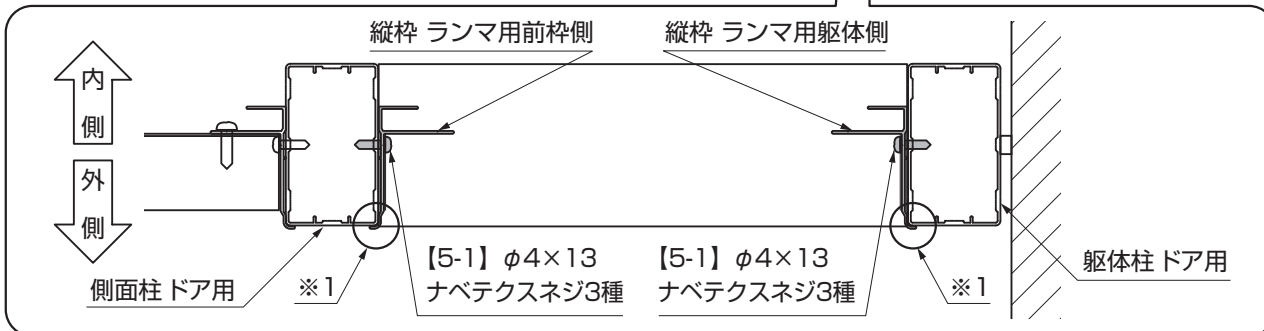 縦枠 ランマ用前枠側
縦枠 ランマ用躯体側
内
側
外
側
側面柱 ドア用
※1
【5-1】φ4×13
ナベテクスネジ3種
【5-1】φ4×13
ナベテクスネジ3種
※1
躯体柱 ドア用